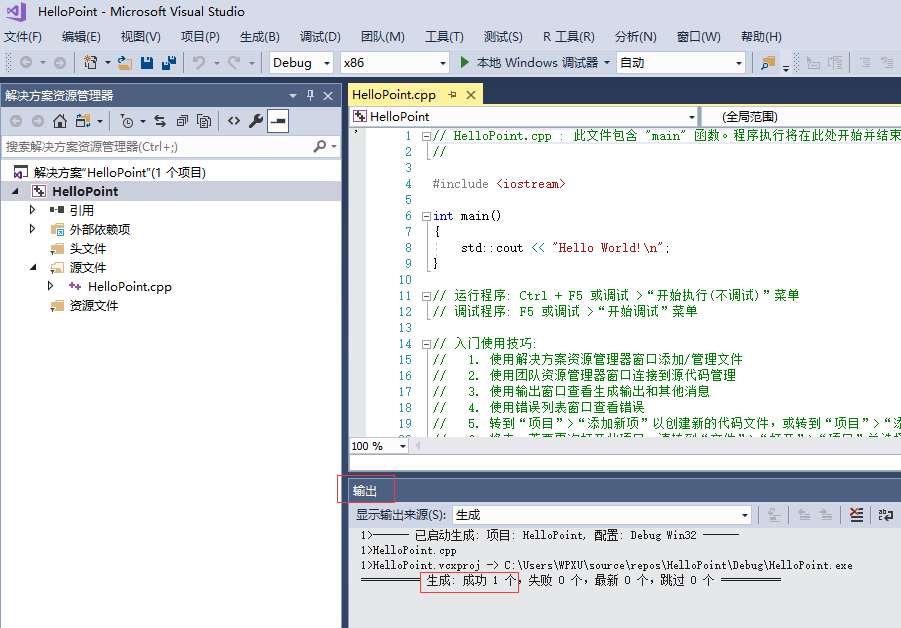 HelloPoint - Microsoft Visual Studio
文件(F) 编辑(E) 视图(V) 项目(P) 生成(B) 调试(D) 团队(M) 工具(T) 测试(S) R 工具(R) 分析(N) 窗口(W) 帮助(H)
Debug x86 本地 Windows 调试器 自动
解决方案资源管理器
搜索解决方案资源管理器(Ctrl+;)
解决方案"HelloPoint"(1 个项目)
HelloPoint
引用
外部依赖项
头文件
源文件
HelloPoint.cpp
资源文件
HelloPoint.cpp
HelloPoint (全局范围)
1 // HelloPoint.cpp : 此文件包含 "main" 函数。程序执行将在此处开始并结束
2 //
3
4 #include <iostream>
5
6 int main()
7 {
8 std::cout << "Hello World!\n";
9 }
10
11 // 运行程序: Ctrl + F5 或调试 >“开始执行(不调试)”菜单
12 // 调试程序: F5 或调试 >“开始调试”菜单
13
14 // 入门使用技巧:
15 // 1. 使用解决方案资源管理器窗口添加/管理文件
16 // 2. 使用团队资源管理器窗口连接到源代码管理
17 // 3. 使用输出窗口查看生成输出和其他消息
18 // 4. 使用错误列表窗口查看错误
19 // 5. 转到“项目”>“添加新项”以创建新的代码文件，或转到“项目”>“添
100 %
输出
显示输出来源(S): 生成
1>------ 已启动生成: 项目: HelloPoint, 配置: Debug Win32 ------
1>HelloPoint.cpp
1>HelloPoint.vcxproj -> C:\Users\WPXU\source\repos\HelloPoint\Debug\HelloPoint.exe
========== 生成: 成功 1 个，失败 0 个，最新 0 个，跳过 0 个 ==========